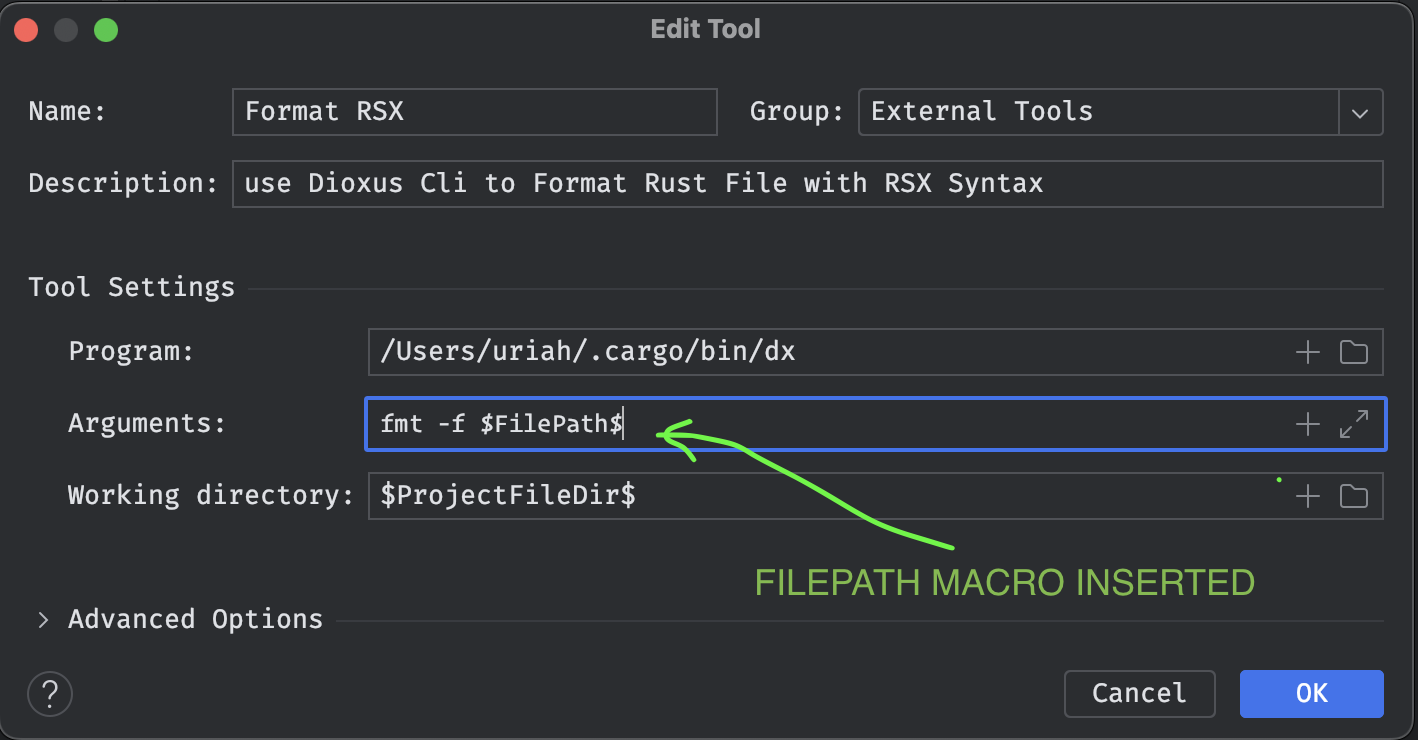 Edit Tool
Name: Format RSX Group: External Tools
Description: use Dioxus Cli to Format Rust File with RSX Syntax
Tool Settings
Program: /Users/uriah/.cargo/bin/dx
Arguments: fmt -f $FilePath$
Working directory: $ProjectFileDir$
FILEPATH MACRO INSERTED
Advanced Options
? Cancel OK